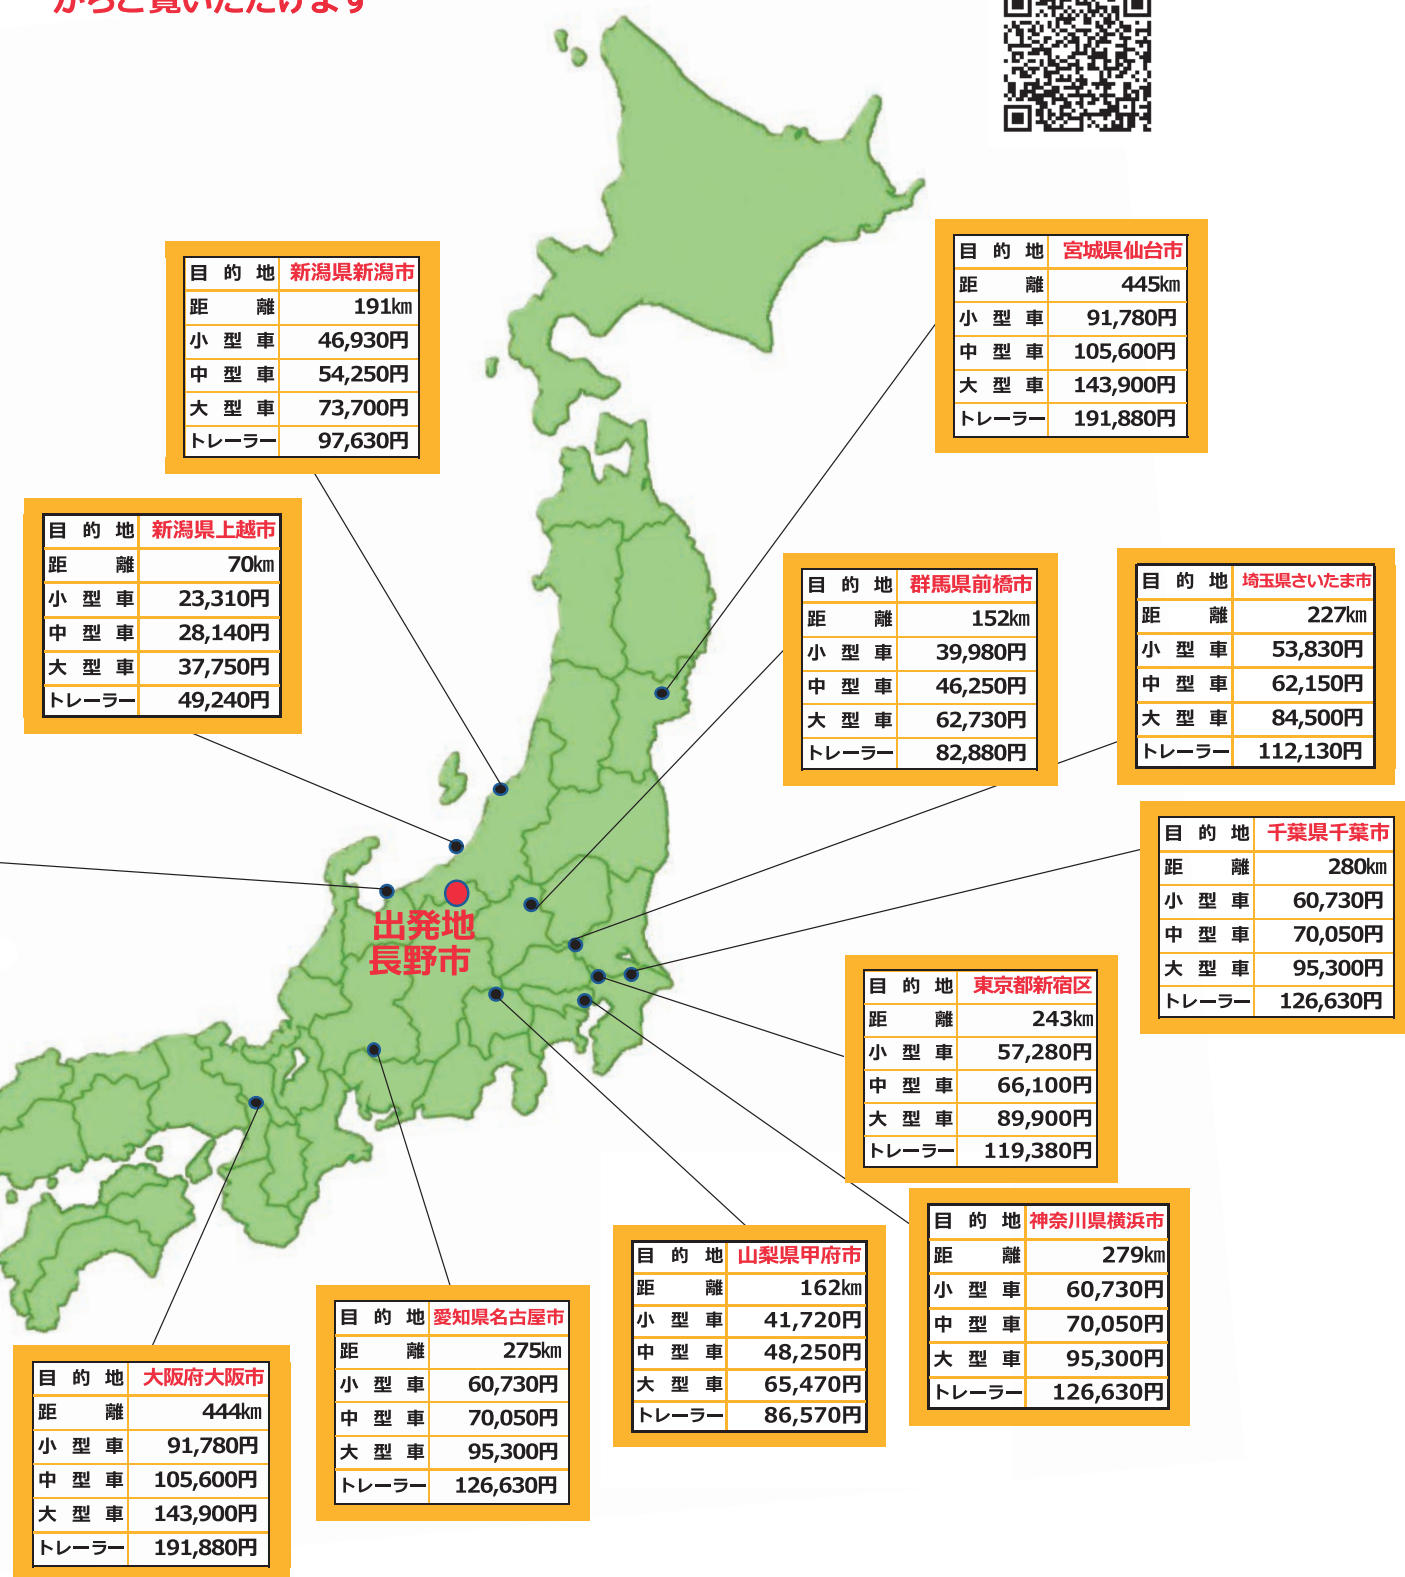 からご覧いただけます
目的地 新潟県新潟市
距離 191km
小型車 46,930円
中型車 54,250円
大型車 73,700円
トレーラー 97,630円
目的地 宮城県仙台市
距離 445km
小型車 91,780円
中型車 105,600円
大型車 143,900円
トレーラー 191,880円
目的地 新潟県上越市
距離 70km
小型車 23,310円
中型車 28,140円
大型車 37,750円
トレーラー 49,240円
目的地 群馬県前橋市
距離 152km
小型車 39,980円
中型車 46,250円
大型車 62,730円
トレーラー 82,880円
目的地 埼玉県さいたま市
距離 227km
小型車 53,830円
中型車 62,150円
大型車 84,500円
トレーラー 112,130円
目的地 千葉県千葉市
距離 280km
小型車 60,730円
中型車 70,050円
大型車 95,300円
トレーラー 126,630円
出発地
長野市
目的地 東京都新宿区
距離 243km
小型車 57,280円
中型車 66,100円
大型車 89,900円
トレーラー 119,380円
目的地 神奈川県横浜市
距離 279km
小型車 60,730円
中型車 70,050円
大型車 95,300円
トレーラー 126,630円
目的地 山梨県甲府市
距離 162km
小型車 41,720円
中型車 48,250円
大型車 65,470円
トレーラー 86,570円
目的地 愛知県名古屋市
距離 275km
小型車 60,730円
中型車 70,050円
大型車 95,300円
トレーラー 126,630円
目的地 大阪府大阪市
距離 444km
小型車 91,780円
中型車 105,600円
大型車 143,900円
トレーラー 191,880円